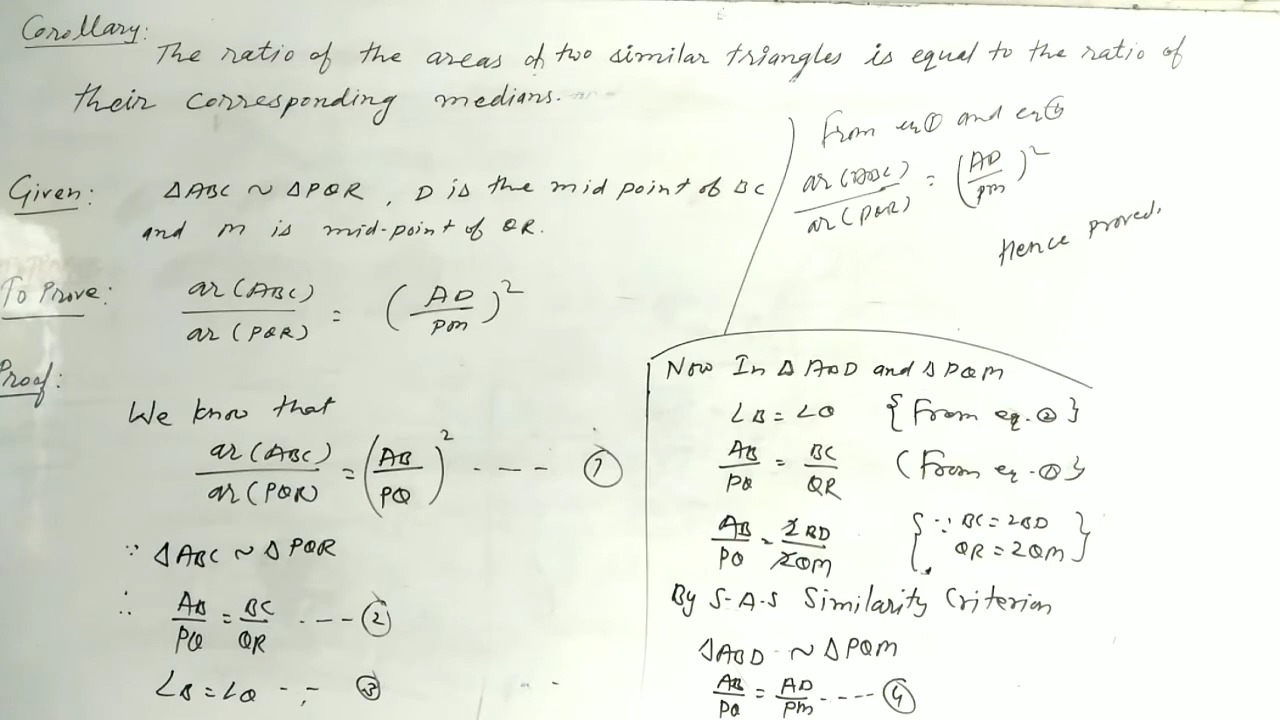 Corollary:
The ratio of the areas of two similar triangles is equal to the ratio of
their corresponding medians.
Given: ΔABC ~ ΔPQR, D is the mid point of BC
and M is mid-point of QR.
To Prove: ar(ABC)/ar(PQR) = (AD/PM)²
Proof:
We know that
ar(ABC)/ar(PQR) = (AB/PQ)² ---- ①
∵ ΔABC ~ ΔPQR
∴ AB/PQ = BC/QR ---- ②
∠B = ∠Q --- ③
Now In ΔABD and ΔPQM
∠B = ∠Q {From eq.②}
AB/PQ = BC/QR (From eq.①}
AB/PQ = 2BD/2QM {∵ BC = 2BD
QR = 2QM}
By S-A-S Similarity Criterion
ΔABD ~ ΔPQM
AB/PQ = AD/PM ---- ④
From eq① and eq④
ar(ABC)/ar(PQR) = (AD/PM)²
Hence proved.